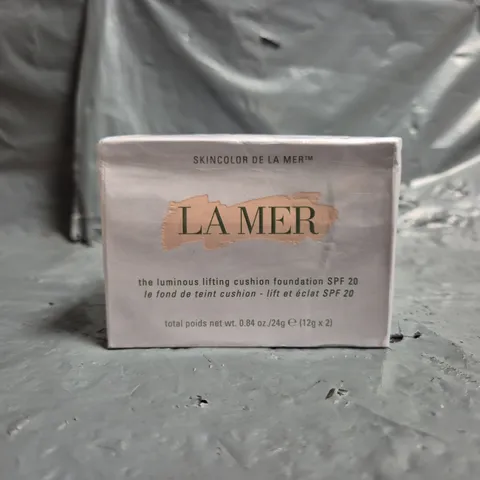 SKINCOLOR DE LA MER™
LA MER
the luminous lifting cushion foundation SPF 20
le fond de teint cushion - lift et éclat SPF 20
total poids net wt. 0.84 oz./24g ℮ (12g x 2)